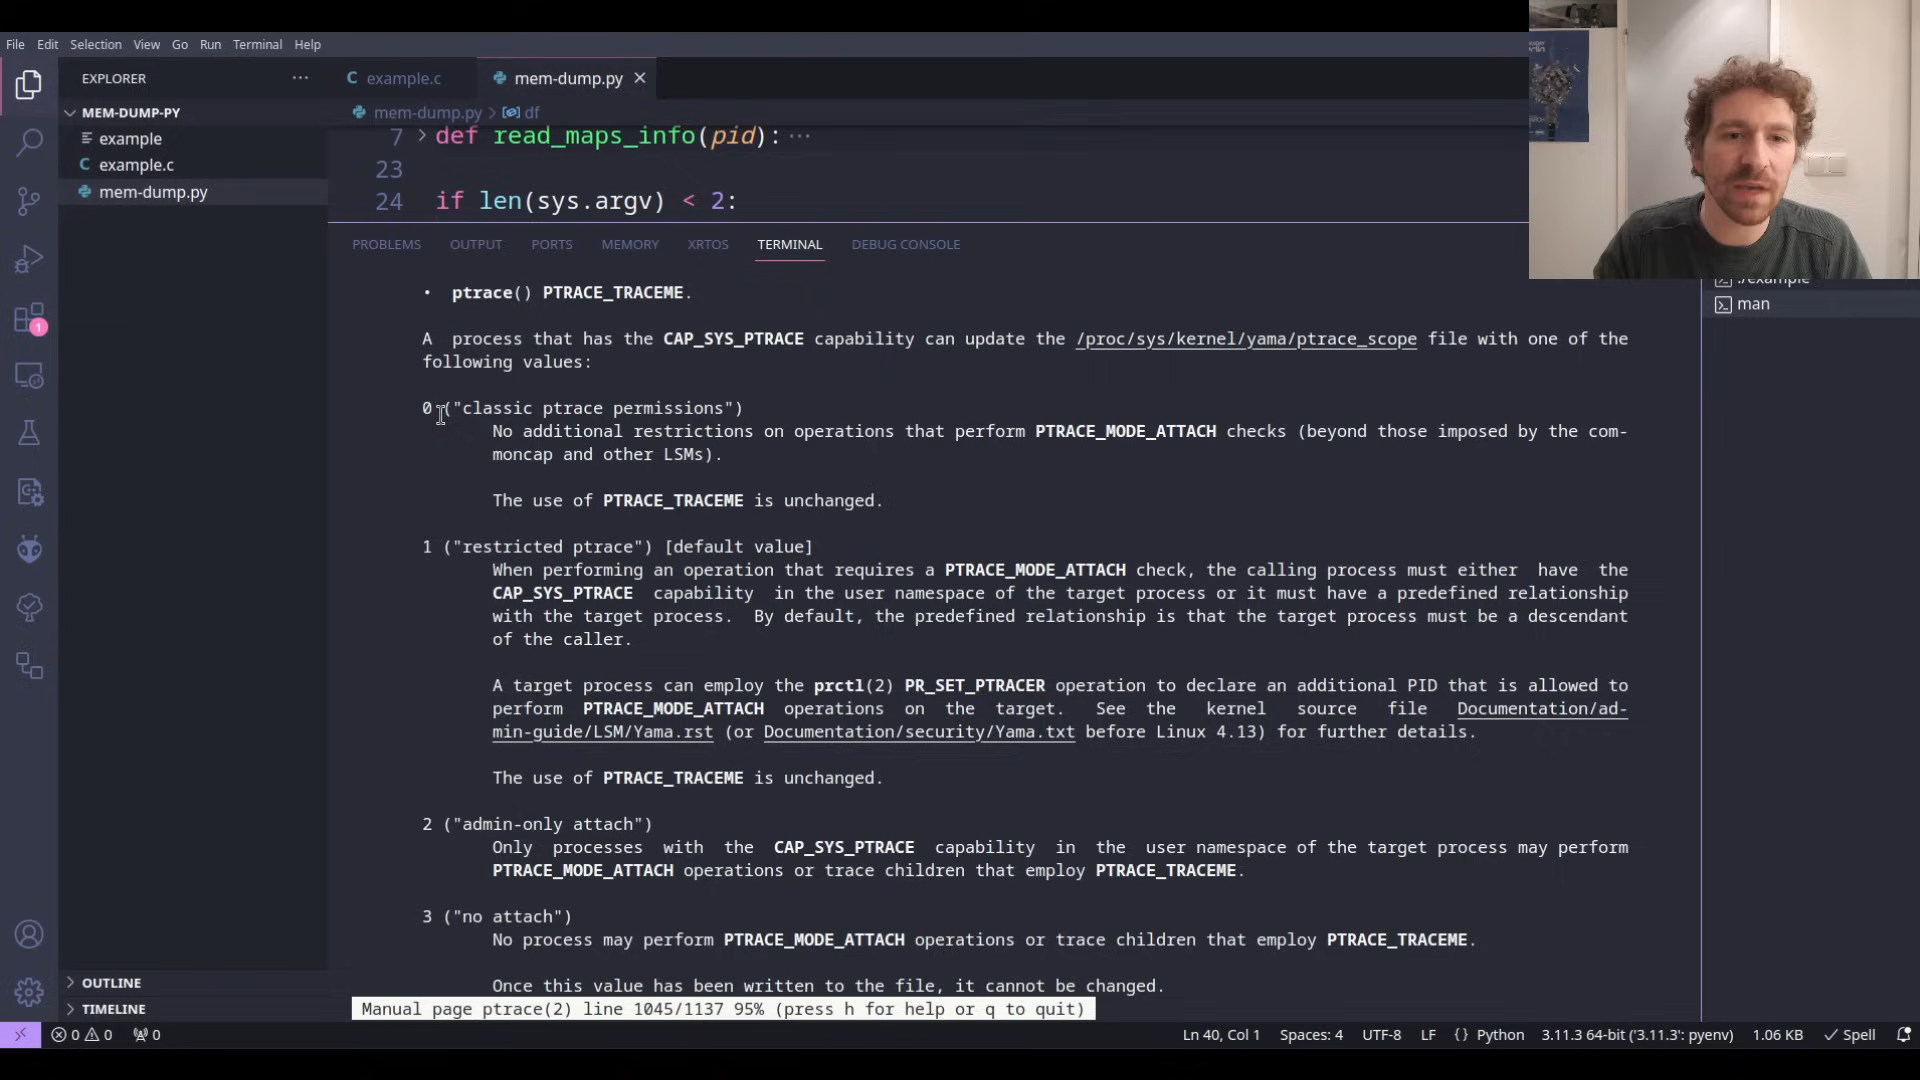 File Edit Selection View Go Run Terminal Help
EXPLORER
example.c
mem-dump.py
MEM-DUMP-PY
example
example.c
mem-dump.py
OUTLINE
TIMELINE
1
mem-dump.py > df
7 def read_maps_info(pid):
23
24 if len(sys.argv) < 2:
PROBLEMS OUTPUT PORTS MEMORY XRTOS TERMINAL DEBUG CONSOLE
man
• ptrace() PTRACE_TRACEME.
A process that has the CAP_SYS_PTRACE capability can update the /proc/sys/kernel/yama/ptrace_scope file with one of the
following values:
0 ("classic ptrace permissions")
No additional restrictions on operations that perform PTRACE_MODE_ATTACH checks (beyond those imposed by the com-
moncap and other LSMs).
The use of PTRACE_TRACEME is unchanged.
1 ("restricted ptrace") [default value]
When performing an operation that requires a PTRACE_MODE_ATTACH check, the calling process must either have the
CAP_SYS_PTRACE capability in the user namespace of the target process or it must have a predefined relationship
with the target process. By default, the predefined relationship is that the target process must be a descendant
of the caller.
A target process can employ the prctl(2) PR_SET_PTRACER operation to declare an additional PID that is allowed to
perform PTRACE_MODE_ATTACH operations on the target. See the kernel source file Documentation/ad-
min-guide/LSM/Yama.rst (or Documentation/security/Yama.txt before Linux 4.13) for further details.
The use of PTRACE_TRACEME is unchanged.
2 ("admin-only attach")
Only processes with the CAP_SYS_PTRACE capability in the user namespace of the target process may perform
PTRACE_MODE_ATTACH operations or trace children that employ PTRACE_TRACEME.
3 ("no attach")
No process may perform PTRACE_MODE_ATTACH operations or trace children that employ PTRACE_TRACEME.
Once this value has been written to the file, it cannot be changed.
Manual page ptrace(2) line 1045/1137 95% (press h for help or q to quit)
0 0 0 Ln 40, Col 1 Spaces: 4 UTF-8 LF {} Python 3.11.3 64-bit ('3.11.3': pyenv) 1.06 KB Spell